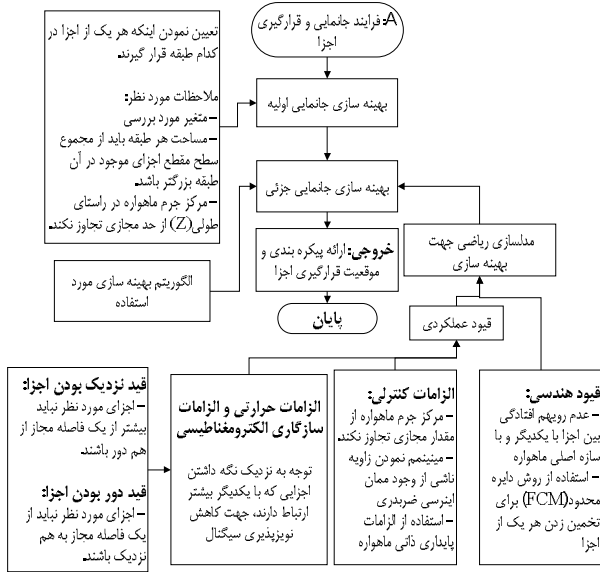 A: فرایند جانمایی و قرارگیری
اجزا
تعیین نمودن اینکه هر یک از اجزا در
کدام طبقه قرار گیرند.
ملاحظات مورد نظر:
– متغیر مورد بررسی
– مساحت هر طبقه باید از مجموع
سطح مقطع اجزای موجود در آن
طبقه بزرگتر باشد.
– مرکز جرم ماهواره در راستای
طولی(Z) از حد مجازی تجاوز نکند.
بهینه سازی جانمایی اولیه
بهینه سازی جانمایی جزئی
مدلسازی ریاضی جهت
بهینه سازی
خروجی: ارائه پیکره بندی و
موقعیت قرارگیری اجزا
الگوریتم بهینه سازی مورد
استفاده
پایان
قیود عملکردی
قیود هندسی:
– عدم رویهم افتادگی
بین اجزا با یکدیگر و با
سازه اصلی ماهواره
– استفاده از روش دایره
محدود(FCM) برای
تخمین زدن هر یک از
اجزا
الزامات کنترلی:
– مرکز جرم ماهواره از
مقدار مجازی تجاوز نکند.
– مینیمم نمودن زاویه
ناشی از وجود ممان
اینرسی ضربدری
– استفاده از الزامات
پایداری ذاتی ماهواره
الزامات حرارتی و الزامات
سازگاری الکترومغناطیسی
توجه به نزدیک نگه داشتن
اجزایی که با یکدیگر بیشتر
ارتباط دارند، جهت کاهش
نویزپذیری سیگنال
قید نزدیک بودن اجزا:
– اجزای مورد نظر نباید
بیشتر از یک فاصله مجاز از
هم دور باشند.
قید دور بودن اجزا:
– اجزای مورد نظر نباید از
یک فاصله مجاز به هم
نزدیک باشند.